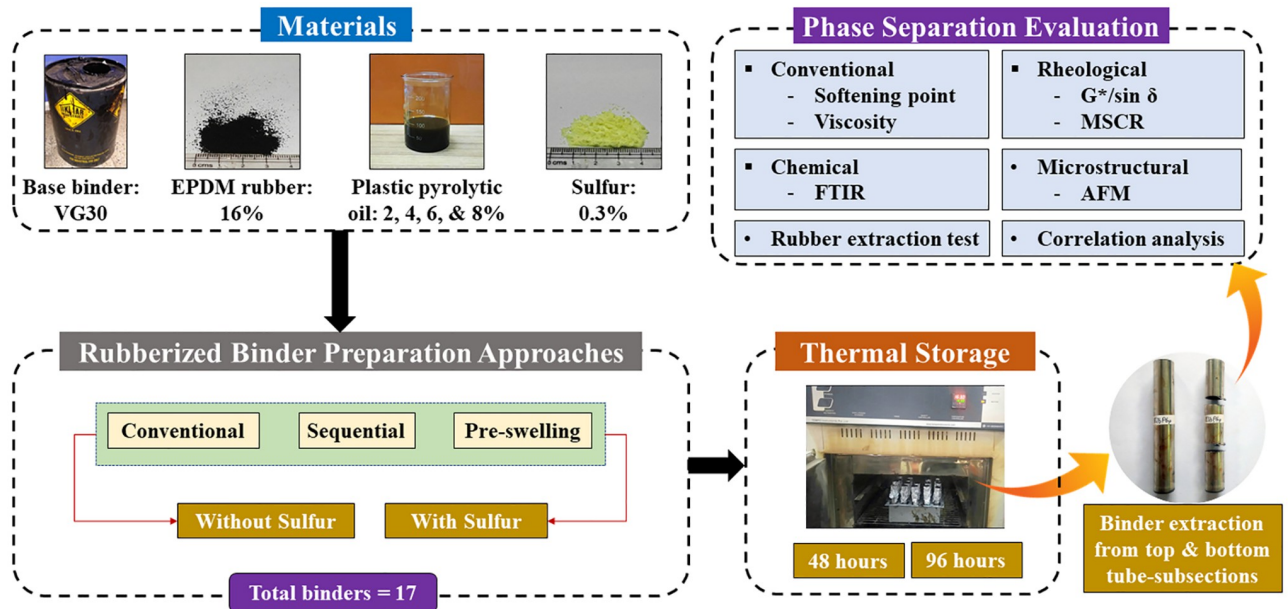 Materials
Base binder:
VG30
EPDM rubber:
16%
Plastic pyrolytic
oil: 2, 4, 6, & 8%
Sulfur:
0.3%
Phase Separation Evaluation
▪ Conventional
- Softening point
- Viscosity
▪ Rheological
- G*/sin δ
- MSCR
▪ Chemical
- FTIR
• Microstructural
- AFM
• Rubber extraction test
• Correlation analysis
Rubberized Binder Preparation Approaches
Conventional
Sequential
Pre-swelling
Without Sulfur
With Sulfur
Total binders = 17
Thermal Storage
48 hours
96 hours
Binder extraction
from top & bottom
tube-subsections